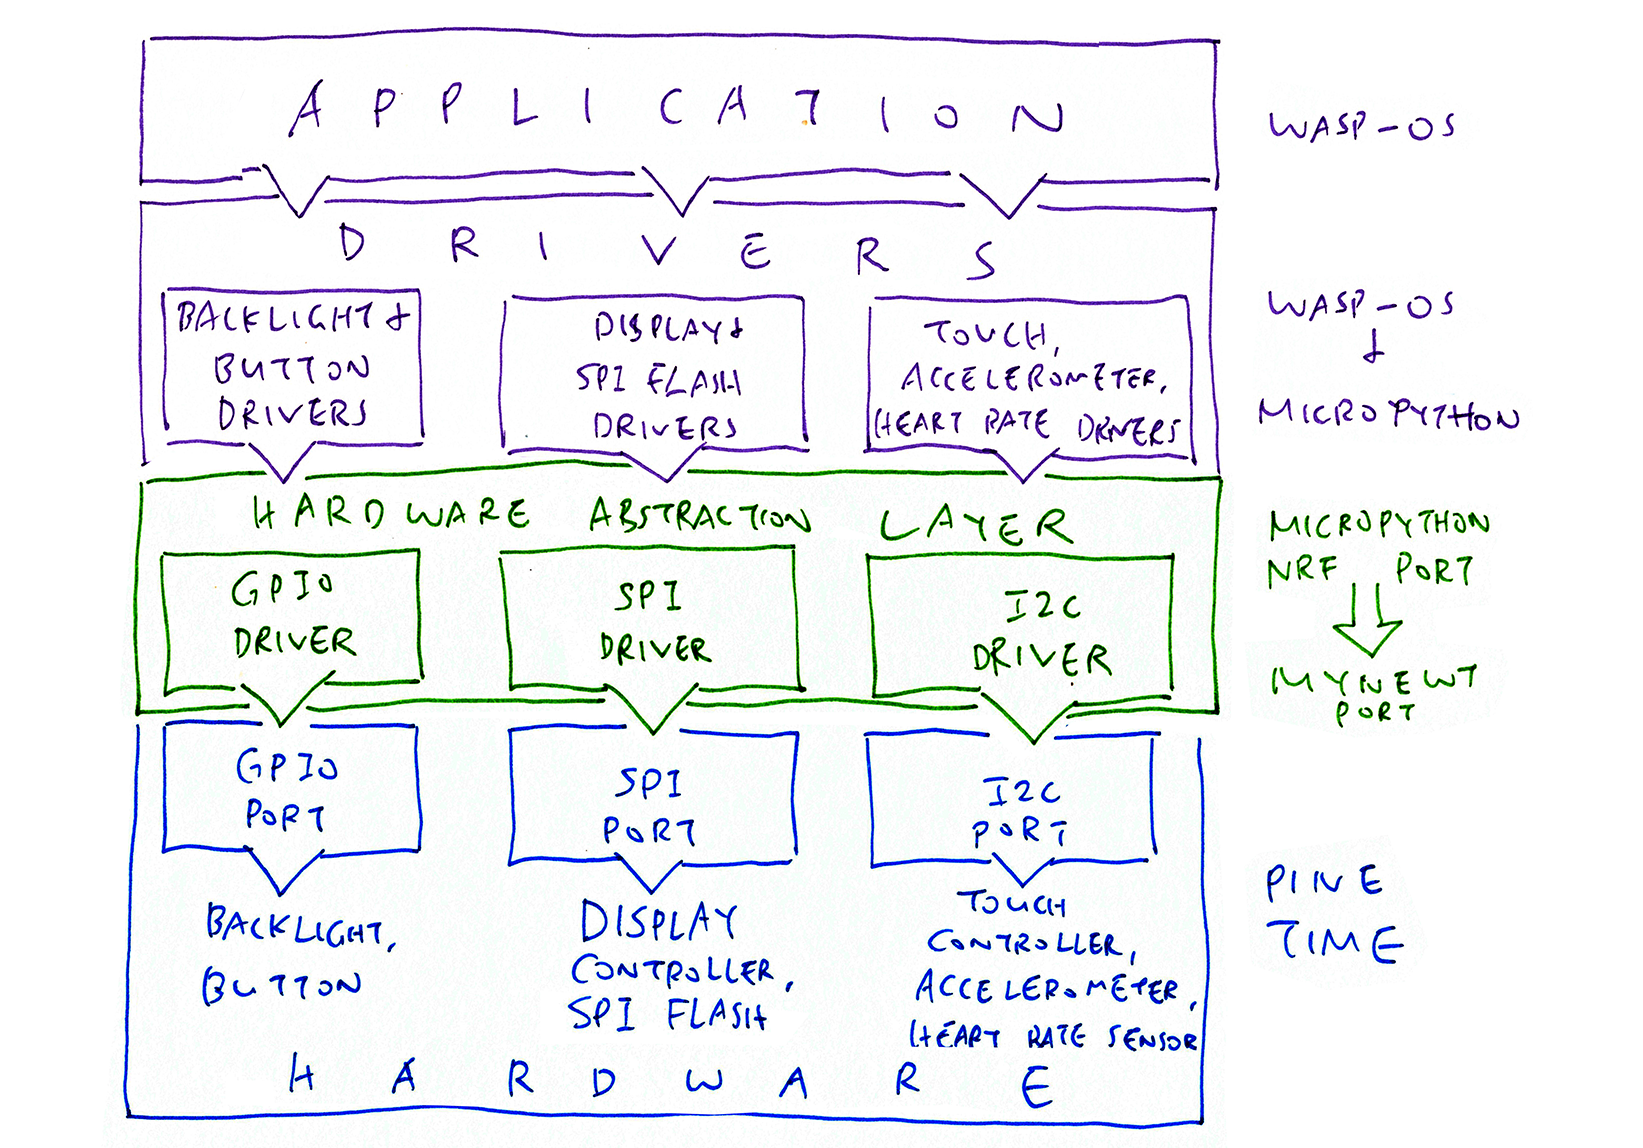 APPLICATION
WASP-OS
DRIVERS
BACKLIGHT &
BUTTON
DRIVERS
DISPLAY &
SPI FLASH
DRIVERS
TOUCH,
ACCELEROMETER,
HEART RATE DRIVERS
WASP-OS
&
MICROPYTHON
HARDWARE ABSTRACTION LAYER
GPIO
DRIVER
SPI
DRIVER
I2C
DRIVER
MICROPYTHON
NRF PORT
MYNEWT
PORT
GPIO
PORT
SPI
PORT
I2C
PORT
BACKLIGHT,
BUTTON
DISPLAY
CONTROLLER,
SPI FLASH
TOUCH
CONTROLLER,
ACCELEROMETER,
HEART RATE SENSOR
HARDWARE
PINE
TIME